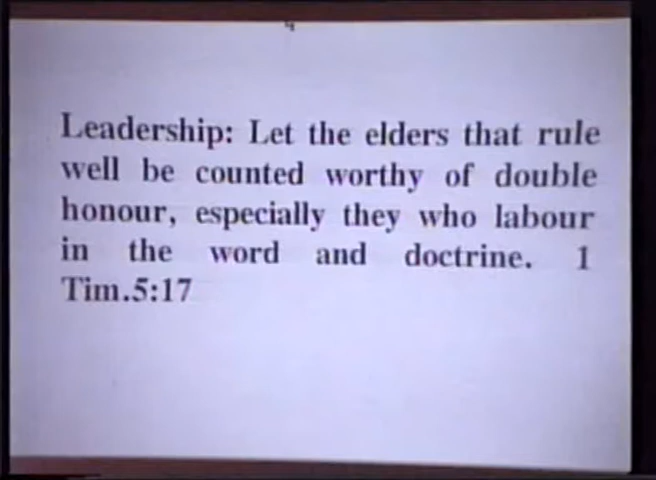 Leadership: Let the elders that rule
well be counted worthy of double
honour, especially they who labour
in the word and doctrine. 1
Tim.5:17